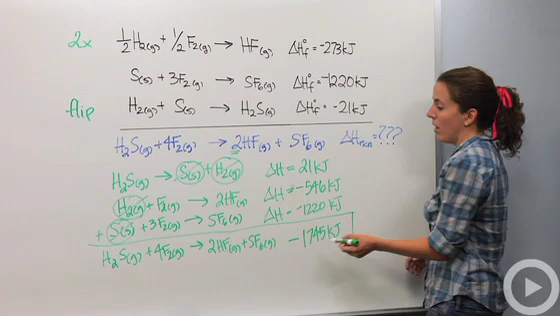 2x ½H₂(g) + ½F₂(g) → HF(g) ΔH°f = -273kJ
S(s) + 3F₂(g) → SF₆(g) ΔH°f = -1220kJ
flip H₂(g) + S(s) → H₂S(g) ΔH°f = -21kJ
H₂S(g) + 4F₂(g) → 2HF(g) + SF₆(g) ΔHrxn = ???
H₂S(g) → S(s) + H₂(g) ΔH = 21kJ
H₂(g) + F₂(g) → 2HF(g) ΔH = -546kJ
+ S(s) + 3F₂(g) → SF₆(g) ΔH = -1220kJ
H₂S(g) + 4F₂(g) → 2HF(g) + SF₆(g) -1745kJ